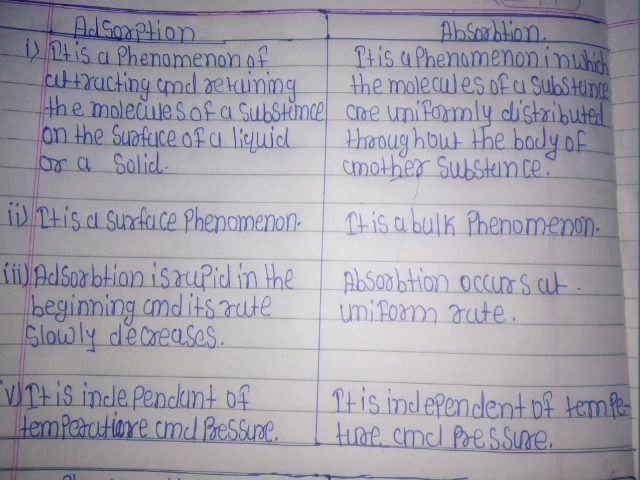 Adsorption
Absorbtion.
i) It is a Phenomenon of
attracting and retaining
the molecules of a substance
on the surface of a liquid
or a solid.
It is a Phenomenon in which
the molecules of a substance
are uniformly distributed
throughout the body of
another substance.
ii) It is a surface Phenomenon.
It is a bulk Phenomenon.
iii) Adsorbtion is rapid in the
beginning and its rate
slowly decreases.
Absorbtion occurs at
uniform rate.
iv) It is independant of
temperature and Pressure.
It is independent of tempe-
ture and Pressure.